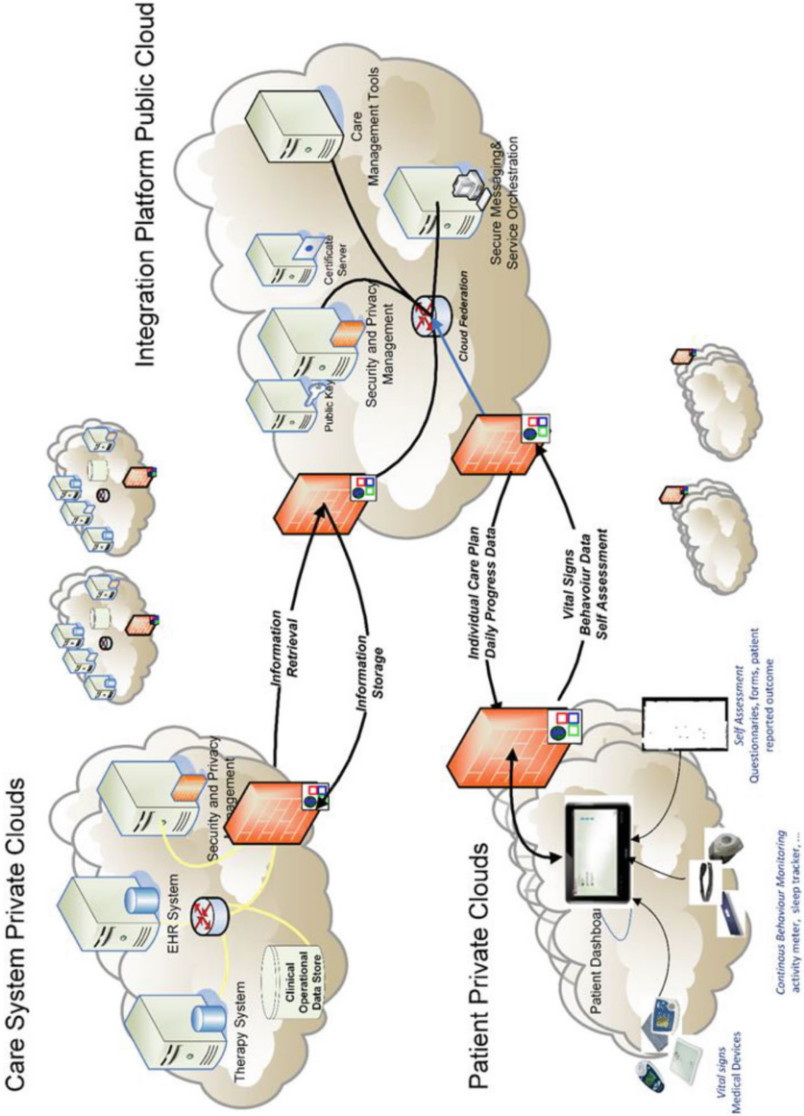 Care System Private Clouds
Therapy System
EHR System
Security and Privacy
Clinical
Operational
Data Store
Information
Retrieval
Information
Storage
Integration Platform Public Cloud
Public Key
Security and Privacy
Management
Certificate
Server
Care
Management Tools
Secure Messaging&
Service Orchestration
Cloud Federation
Patient Private Clouds
Individual Care Plan
Daily Progress Data
Vital Signs
Behaviour Data
Self Assessment
Patient Dashboar
Vital signs
Medical Devices
Continous Behaviour Monitoring
activity meter, sleep tracker, ...
Self Assessment
Questionnaries, forms, patient
reported outcome